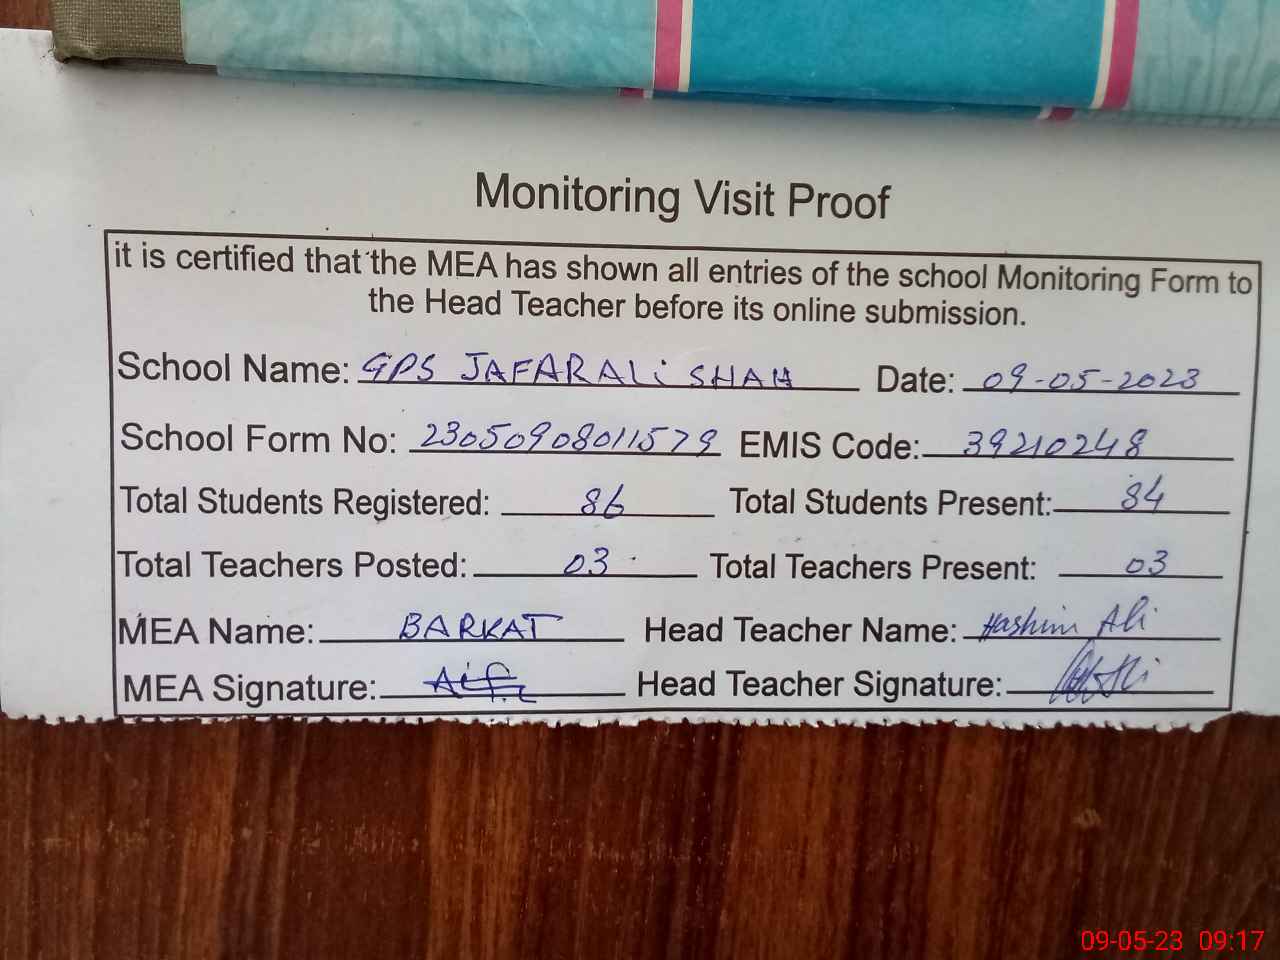 Monitoring Visit Proof
it is certified that the MEA has shown all entries of the school Monitoring Form to
the Head Teacher before its online submission.
School Name: GPS JAFAR ALi SHAH Date: 09-05-2023
School Form No: 23050908011579 EMIS Code: 39210248
Total Students Registered: 86 Total Students Present: 84
Total Teachers Posted: 03 Total Teachers Present: 03
MEA Name: BARKAT Head Teacher Name: Hashim Ali
MEA Signature: Head Teacher Signature:
09-05-23 09:17